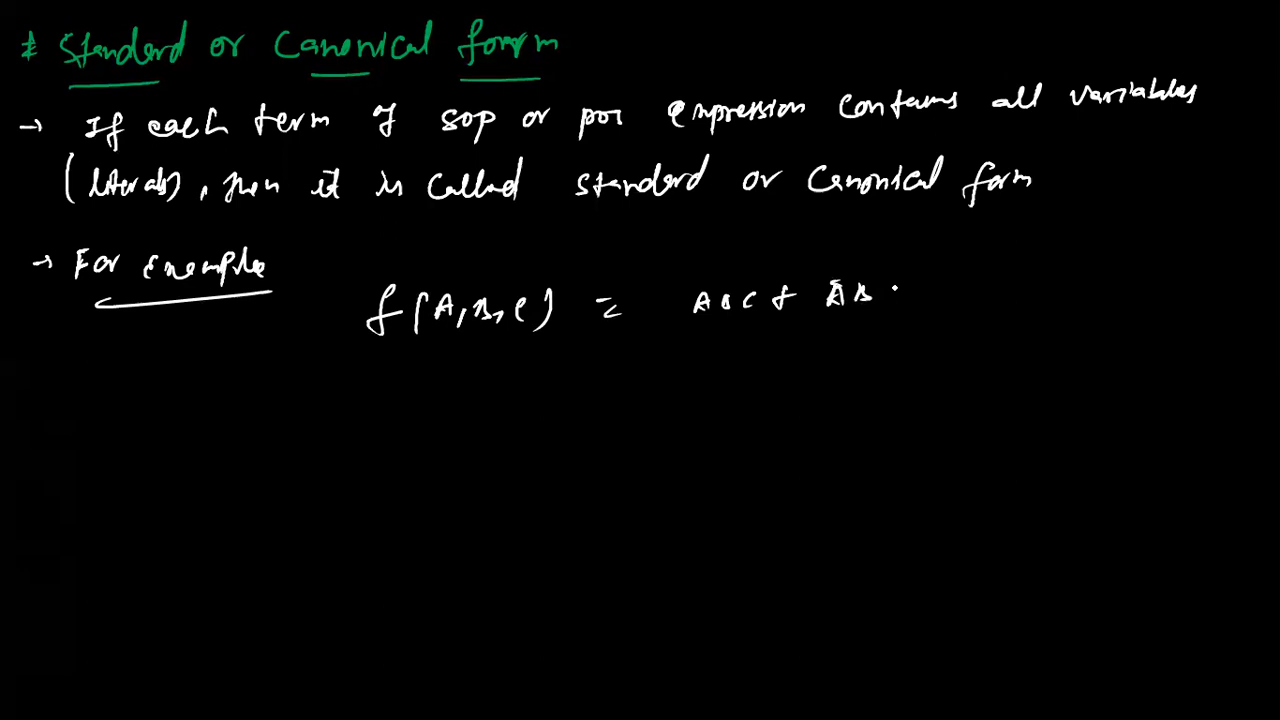 * Standard or Canonical form
→ If each term of SOP or POS expression contains all variables
(literals), then it is called standard or Canonical form
→ For Example
f(A,B,C) = ABC + ĀB